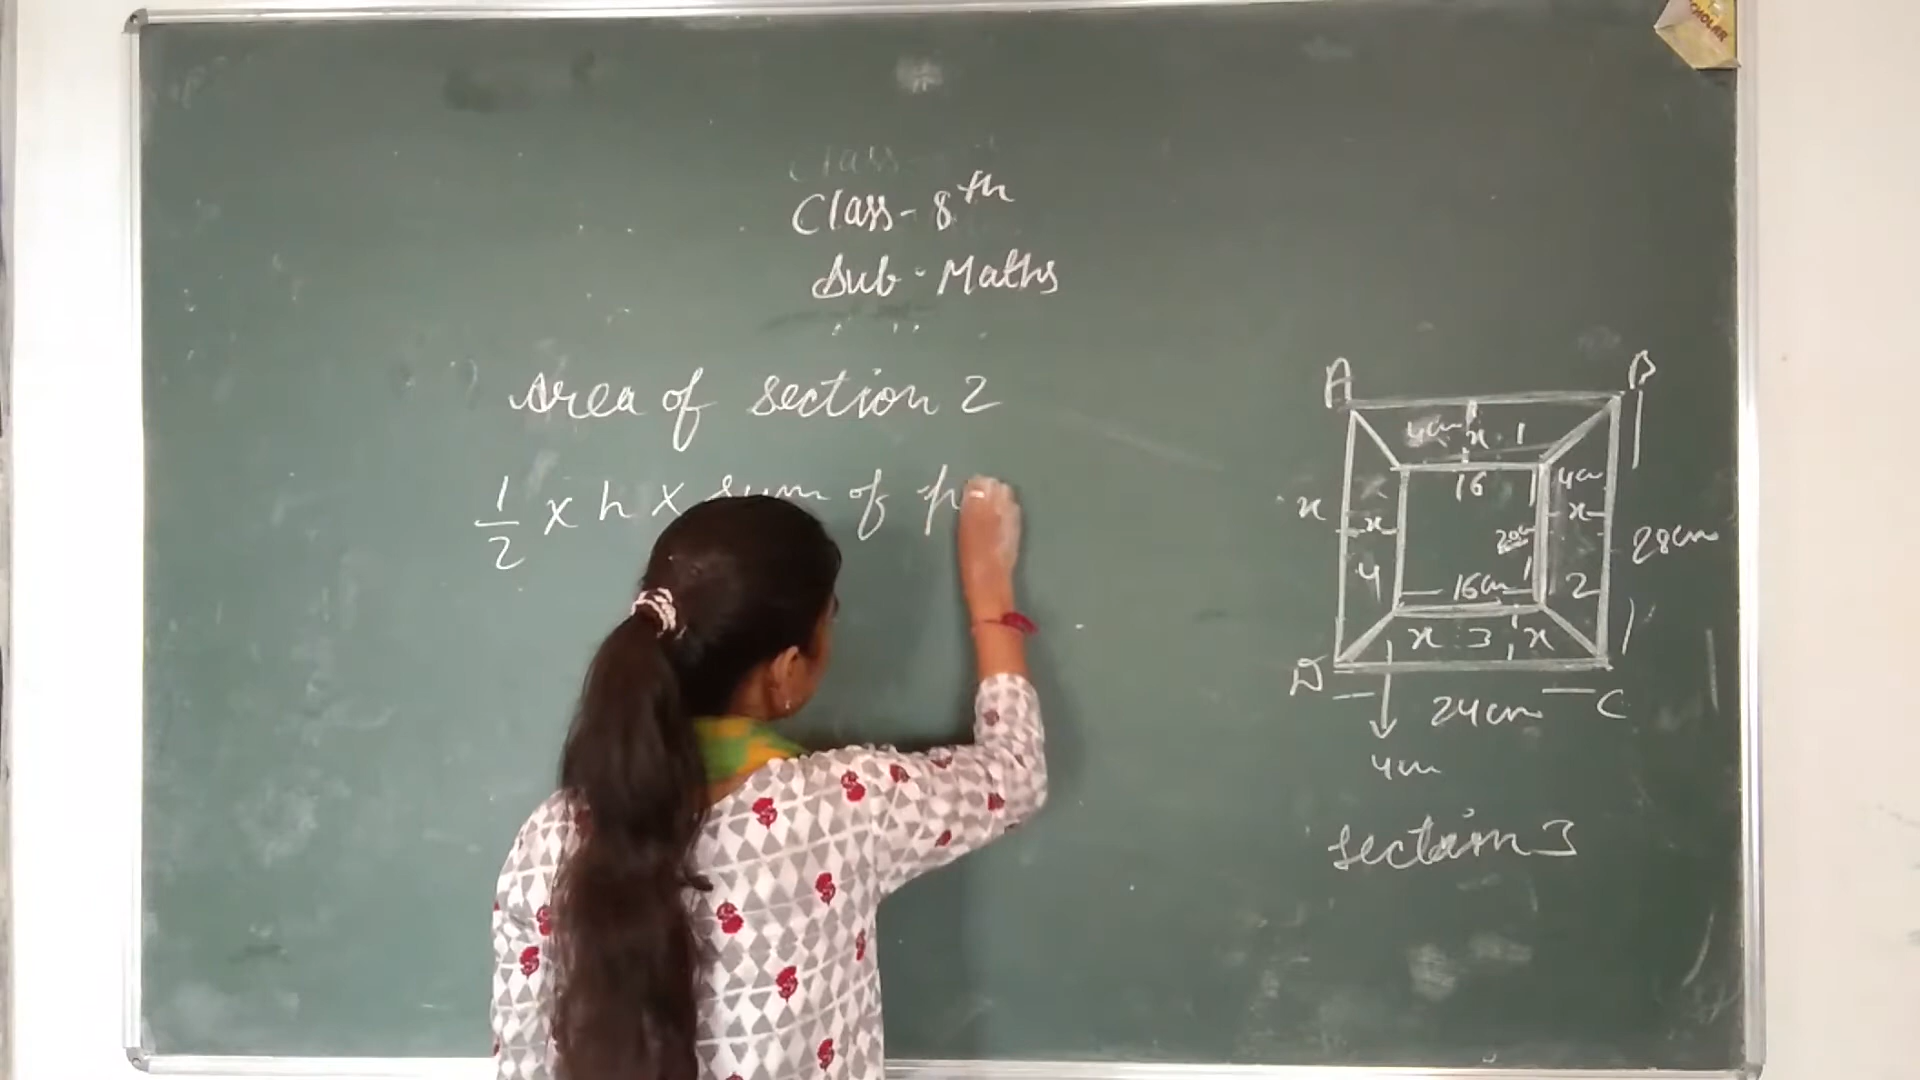 Class - 8th
Sub - Maths
Area of section 2
1/2 x h x sum of p
A
B
4cm x 1
16
4cm
x
x
x
20cm
28cm
4
16cm
2
x 3 x
D
24cm
C
4cm
section 3
SCHOLAR